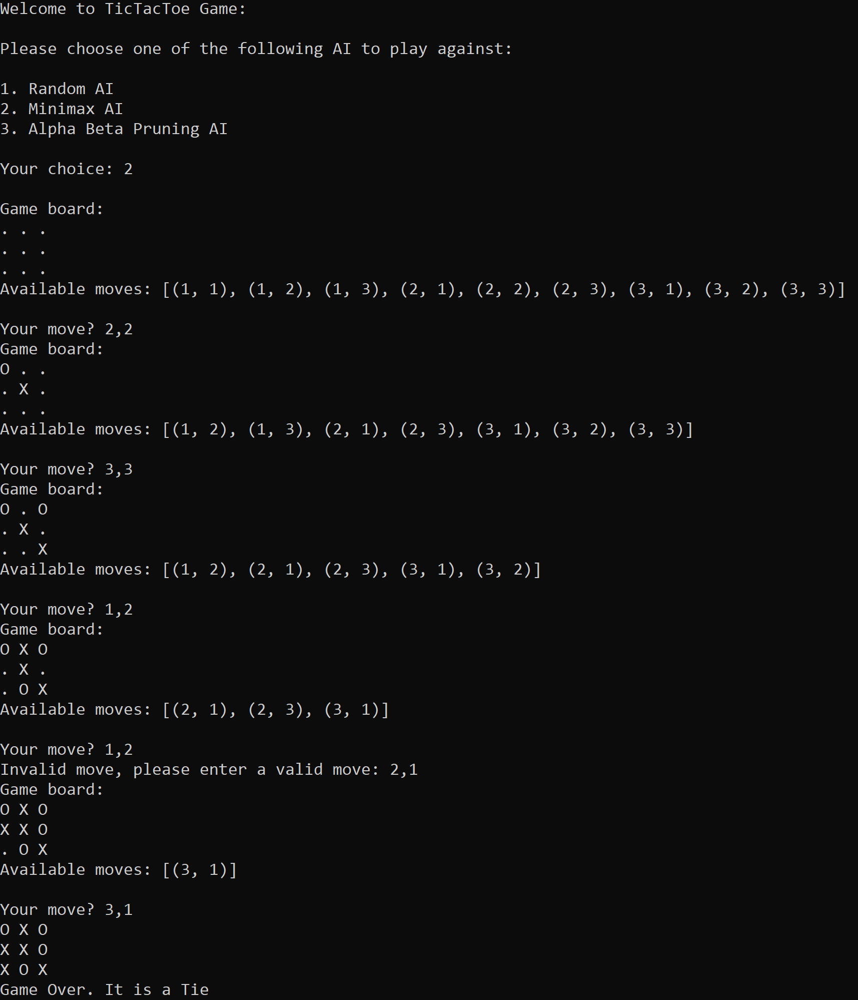 Welcome to TicTacToe Game:
Please choose one of the following AI to play against:
1. Random AI
2. Minimax AI
3. Alpha Beta Pruning AI
Your choice: 2
Game board:
. . .
. . .
. . .
Available moves: [(1, 1), (1, 2), (1, 3), (2, 1), (2, 2), (2, 3), (3, 1), (3, 2), (3, 3)]
Your move? 2,2
Game board:
O . .
. X .
. . .
Available moves: [(1, 2), (1, 3), (2, 1), (2, 3), (3, 1), (3, 2), (3, 3)]
Your move? 3,3
Game board:
O . O
. X .
. . X
Available moves: [(1, 2), (2, 1), (2, 3), (3, 1), (3, 2)]
Your move? 1,2
Game board:
O X O
. X .
. O X
Available moves: [(2, 1), (2, 3), (3, 1)]
Your move? 1,2
Invalid move, please enter a valid move: 2,1
Game board:
O X O
X X O
. O X
Available moves: [(3, 1)]
Your move? 3,1
O X O
X X O
X O X
Game Over. It is a Tie